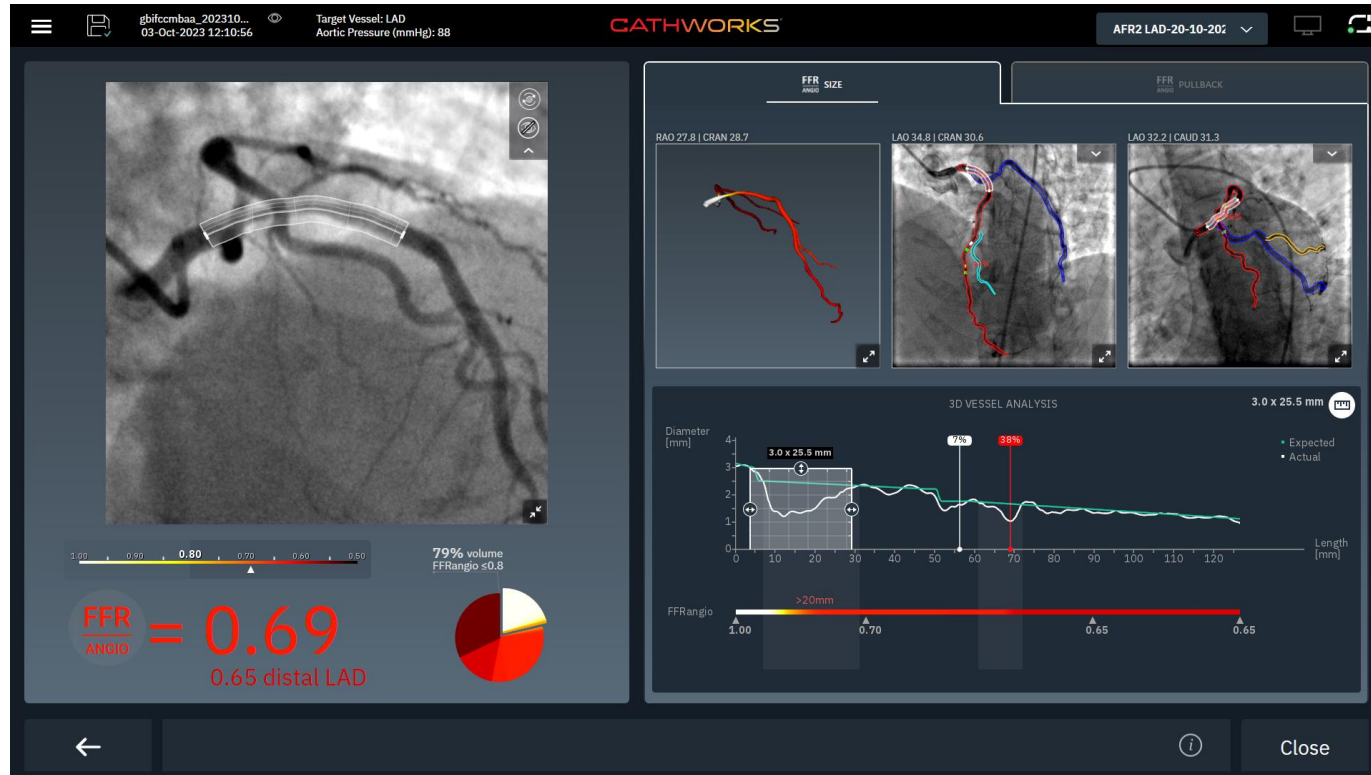 gbifccmbaa_202310...
03-Oct-2023 12:10:56
Target Vessel: LAD
Aortic Pressure (mmHg): 88
CATHWORKS
AFR2 LAD-20-10-202
FFR ANGIO SIZE
FFR ANGIO PULLBACK
RAO 27.8 | CRAN 28.7
LAO 34.8 | CRAN 30.6
LAO 32.2 | CAUD 31.3
3D VESSEL ANALYSIS
3.0 x 25.5 mm
Diameter
[mm]
3.0 x 25.5 mm
7%
38%
Expected
Actual
4
3
2
1
0
0 10 20 30 40 50 60 70 80 90 100 110 120
Length
[mm]
>20mm
FFRangio
1.00 0.70 0.65 0.65
1.00 0.90 0.80 0.70 0.60 0.50
79% volume
FFRangio ≤0.8
FFR
ANGIO
= 0.69
0.65 distal LAD
i
Close